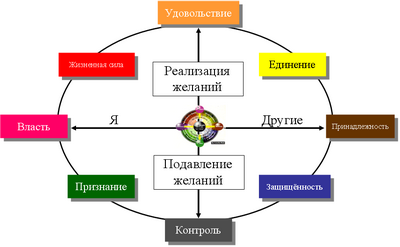 Удовольствие
Жизненная сила
Единение
Реализация
желаний
Власть
Я
Другие
Принадлежность
Подавление
желаний
Признание
Защищённость
Контроль